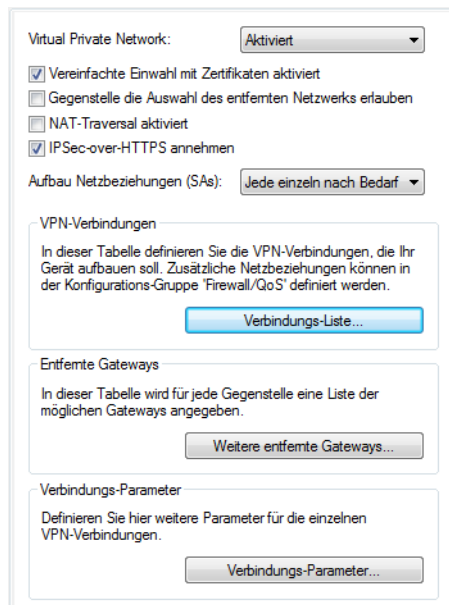 Virtual Private Network: Aktiviert
Vereinfachte Einwahl mit Zertifikaten aktiviert
Gegenstelle die Auswahl des entfernten Netzwerks erlauben
NAT-Traversal aktiviert
IPSec-over-HTTPS annehmen
Aufbau Netzbeziehungen (SAs): Jede einzeln nach Bedarf
VPN-Verbindungen
In dieser Tabelle definieren Sie die VPN-Verbindungen, die Ihr
Gerät aufbauen soll. Zusätzliche Netzbeziehungen können in
der Konfigurations-Gruppe 'Firewall/QoS' definiert werden.
Verbindungs-Liste...
Entfernte Gateways
In dieser Tabelle wird für jede Gegenstelle eine Liste der
möglichen Gateways angegeben.
Weitere entfernte Gateways...
Verbindungs-Parameter
Definieren Sie hier weitere Parameter für die einzelnen
VPN-Verbindungen.
Verbindungs-Parameter...